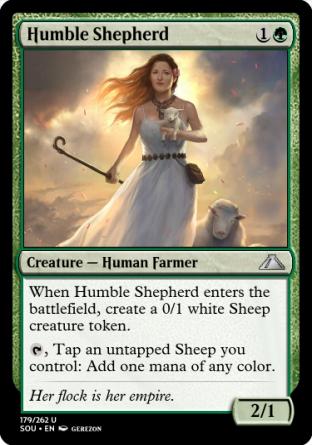 Humble Shepherd 1
Creature — Human Farmer
When Humble Shepherd enters the
battlefield, create a 0/1 white Sheep
creature token.
, Tap an untapped Sheep you
control: Add one mana of any color.
Her flock is her empire.
2/1
179/262 U
SOU • EN GEREZON